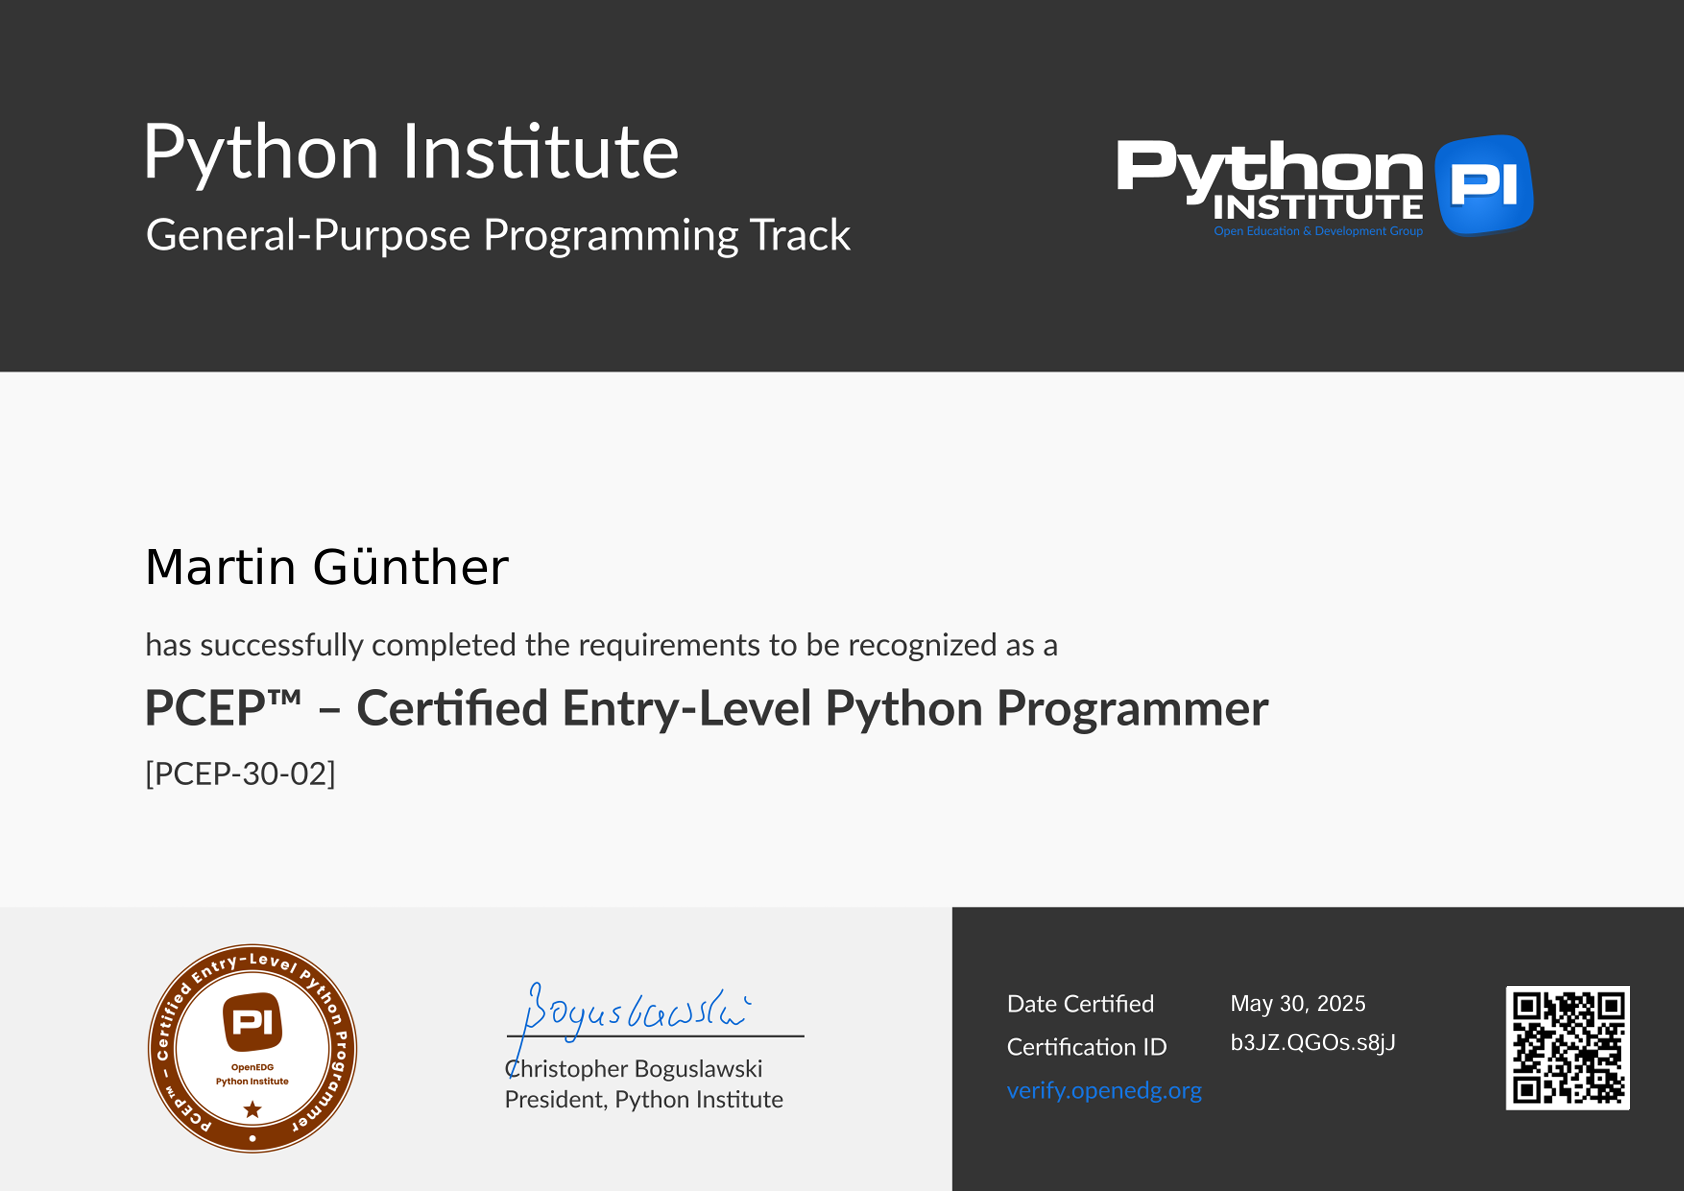 Python Institute
General-Purpose Programming Track
Python
INSTITUTE
Open Education & Development Group
PI
Martin Günther
has successfully completed the requirements to be recognized as a
PCEP™ – Certified Entry-Level Python Programmer
[PCEP-30-02]
PCEP™ – Certified Entry-Level Python Programmer
PI
OpenEDG
Python Institute
Boguslawski
Christopher Boguslawski
President, Python Institute
Date Certified May 30, 2025
Certification ID b3JZ.QGOs.s8jJ
verify.openedg.org